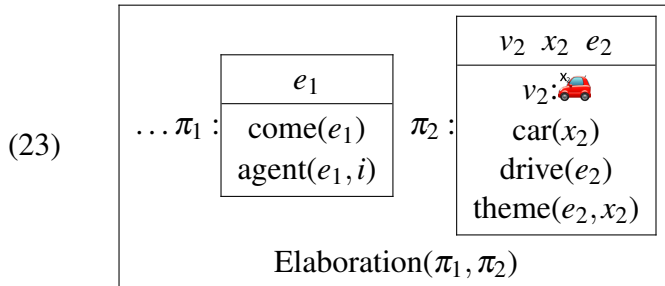 (23)
… π₁ :
e₁
come(e₁)
agent(e₁, i)
π₂ :
v₂ x₂ e₂
v₂:🚗
x₂
car(x₂)
drive(e₂)
theme(e₂, x₂)
Elaboration(π₁, π₂)